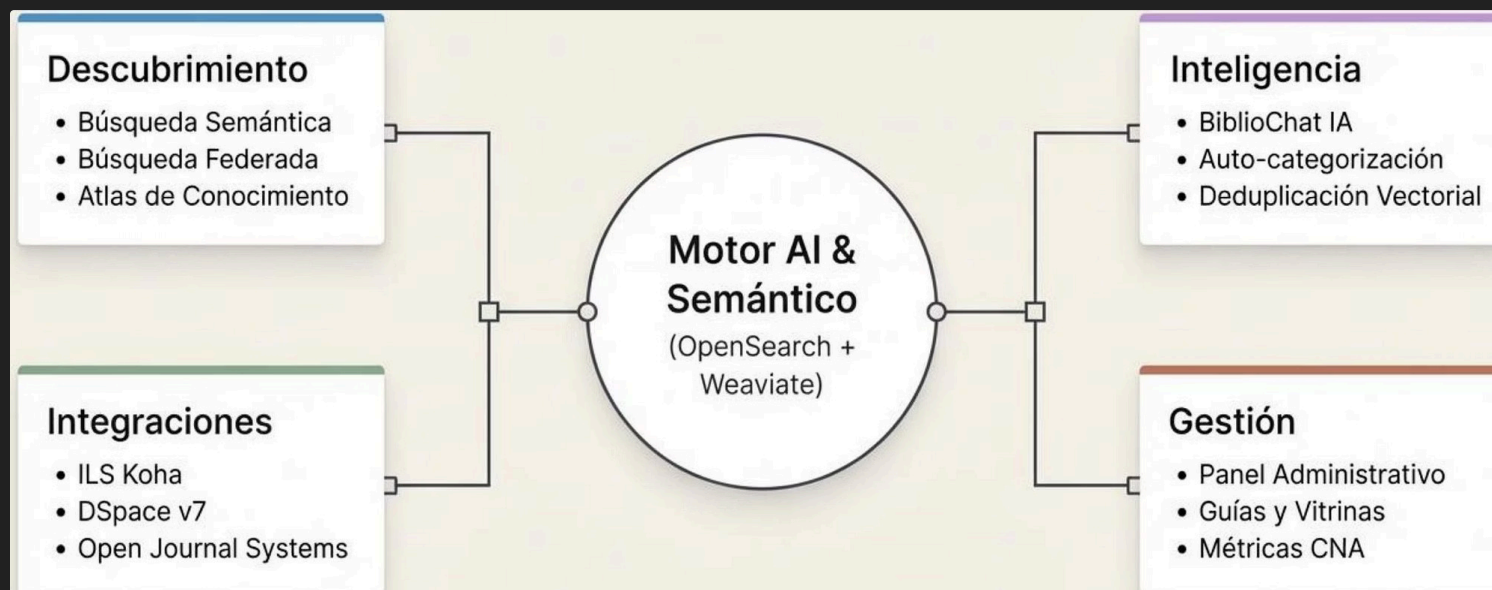 Descubrimiento
• Búsqueda Semántica
• Búsqueda Federada
• Atlas de Conocimiento
Integraciones
• ILS Koha
• DSpace v7
• Open Journal Systems
Motor AI &
Semántico
(OpenSearch +
Weaviate)
Inteligencia
• BiblioChat IA
• Auto-categorización
• Deduplicación Vectorial
Gestión
• Panel Administrativo
• Guías y Vitrinas
• Métricas CNA